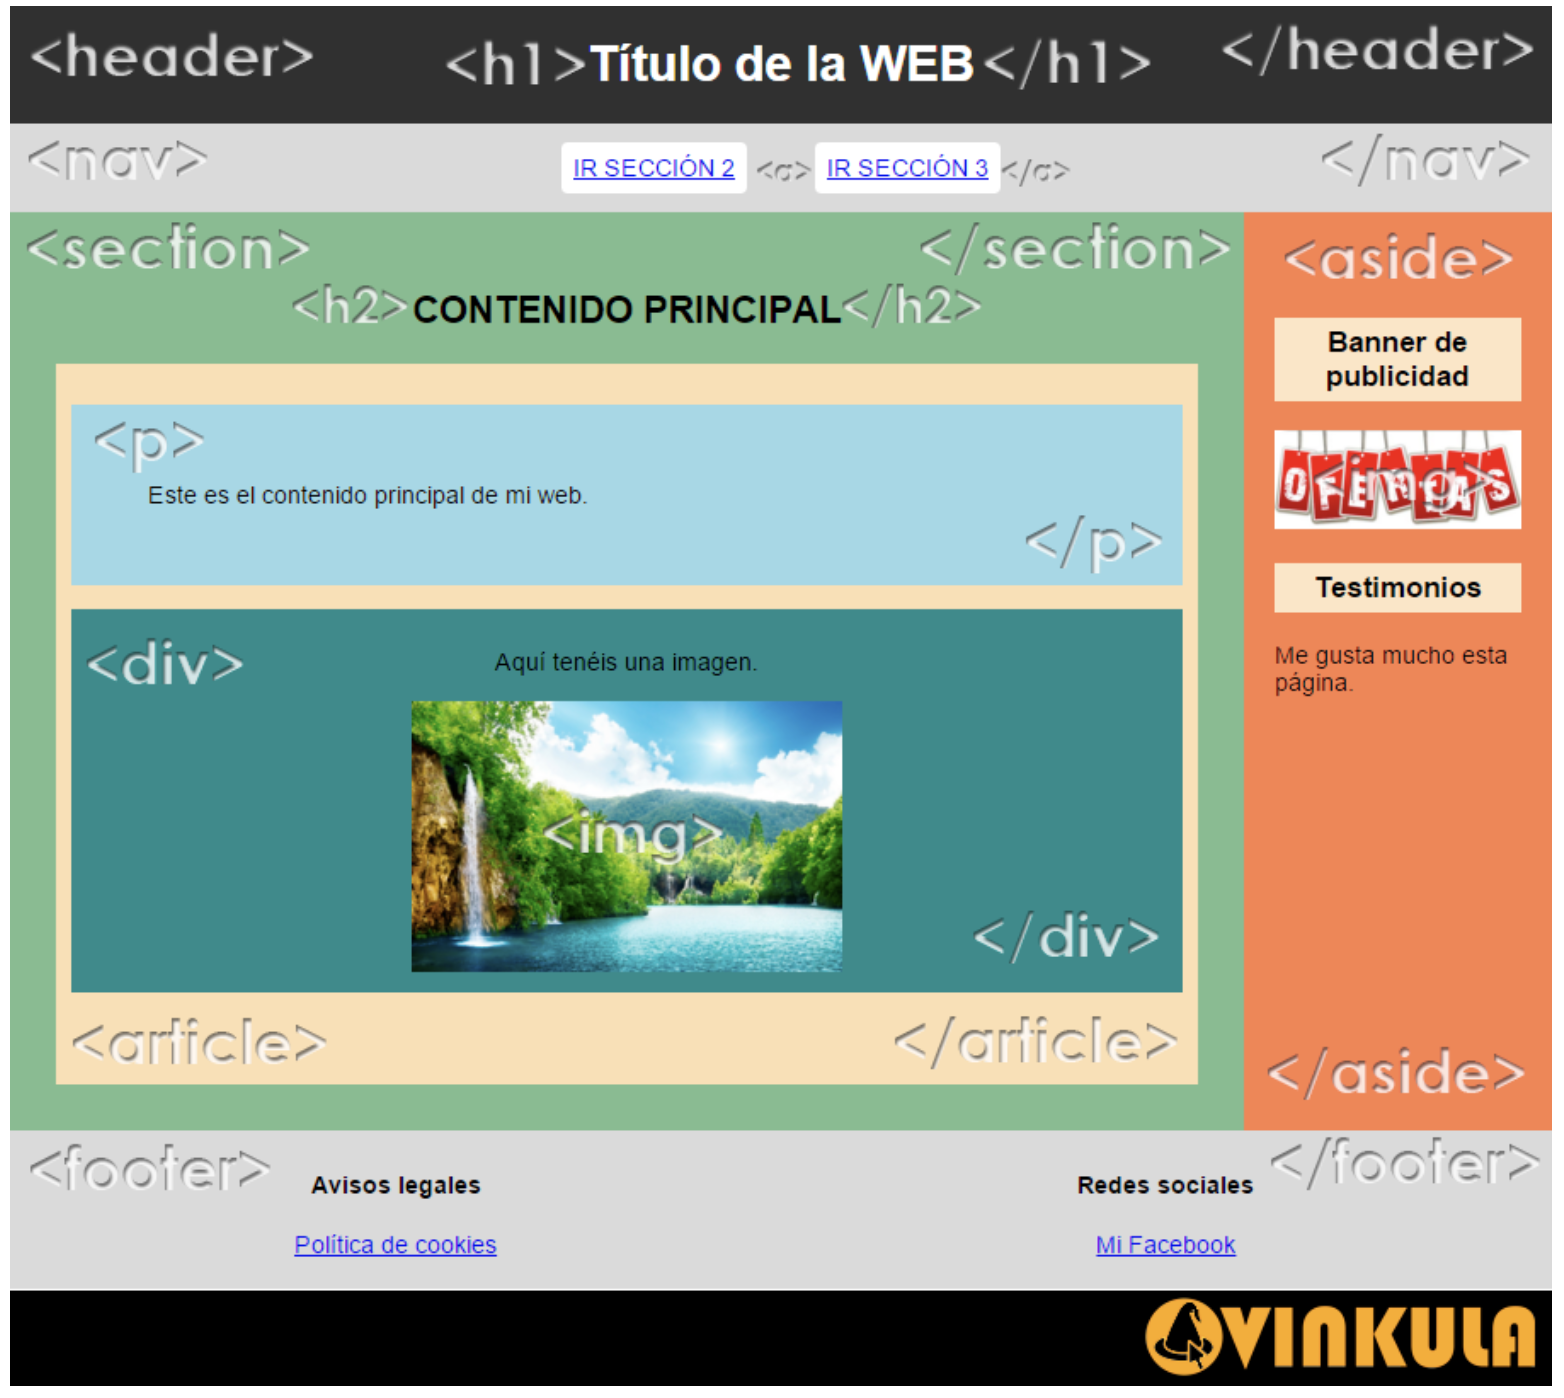 <header> <h1>Título de la WEB</h1> </header>
<nav> IR SECCIÓN 2 <a> IR SECCIÓN 3 </a> </nav>
<section> </section>
<h2>CONTENIDO PRINCIPAL</h2>
<p>
Este es el contenido principal de mi web.
</p>
<div>
Aquí tenéis una imagen.
<img>
</div>
<article> </article>
<aside>
Banner de
publicidad
OFERTAS
<img>
Testimonios
Me gusta mucho esta
página.
</aside>
<footer> </footer>
Avisos legales
Política de cookies
Redes sociales
Mi Facebook
VINKULA